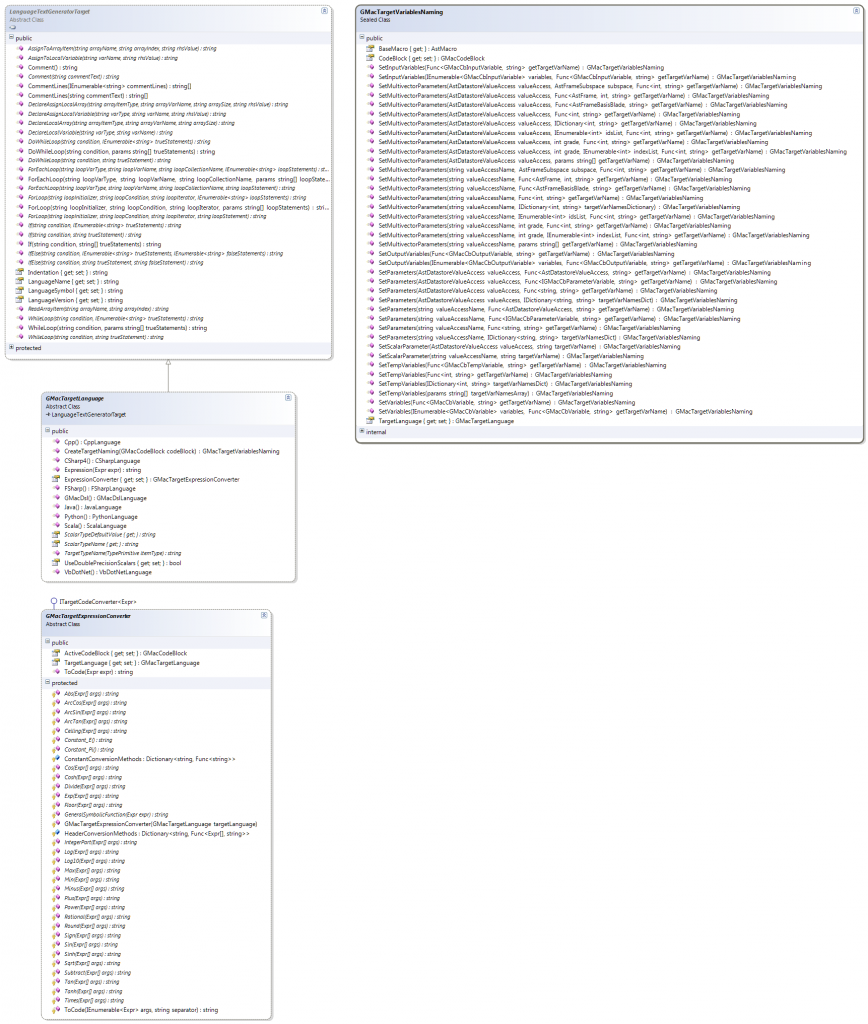 LanguageTextGeneratorTarget
Abstract Class
public
AssignToArrayItem(string arrayName, string arrayIndex, string rhsValue) : string
AssignToLocalVariable(string varName, string rhsValue) : string
Comment() : string
Comment(string commentText) : string
CommentLines(IEnumerable<string> commentLines) : string[]
CommentLines(string commentText) : string[]
DeclareAssignLocalArray(string arrayItemType, string arrayVarName, string arraySize, string rhsValue) : string
DeclareAssignLocalVariable(string varType, string varName, string rhsValue) : string
DeclareLocalArray(string arrayItemType, string arrayVarName, string arraySize) : string
DeclareLocalVariable(string varType, string varName) : string
DoWhileLoop(string condition, IEnumerable<string> trueStatements) : string
DoWhileLoop(string condition, params string[] trueStatements) : string
DoWhileLoop(string condition, string trueStatement) : string
ForEachLoop(string loopVarType, string loopVarName, string loopCollectionName, IEnumerable<string> loopStatements) : st...
ForEachLoop(string loopVarType, string loopVarName, string loopCollectionName, params string[] loopState...
ForEachLoop(string loopVarType, string loopVarName, string loopCollectionName, string loopStatement) : string
ForLoop(string loopInitializer, string loopCondition, string loopIterator, IEnumerable<string> loopStatements) : string
ForLoop(string loopInitializer, string loopCondition, string loopIterator, params string[] loopStatements) : stri...
ForLoop(string loopInitializer, string loopCondition, string loopIterator, string loopStatement) : string
If(string condition, IEnumerable<string> trueStatements) : string
If(string condition, string trueStatement) : string
If(string condition, string[] trueStatements) : string
IfElse(string condition, IEnumerable<string> trueStatements, IEnumerable<string> falseStatements) : string
IfElse(string condition, string trueStatement, string falseStatement) : string
Indentation { get; set; } : string
LanguageName { get; set; } : string
LanguageSymbol { get; set; } : string
LanguageVersion { get; set; } : string
ReadArrayItem(string arrayName, string arrayIndex) : string
WhileLoop(string condition, IEnumerable<string> trueStatements) : string
WhileLoop(string condition, params string[] trueStatements) : string
WhileLoop(string condition, string trueStatement) : string
protected
GMacTargetLanguage
Abstract Class
LanguageTextGeneratorTarget
public
Cpp() : CppLanguage
CreateTargetNaming(GMacCodeBlock codeBlock) : GMacTargetVariablesNaming
CSharp4() : CSharpLanguage
Expression(Expr expr) : string
ExpressionConverter { get; set; } : GMacTargetExpressionConverter
FSharp() : FSharpLanguage
GMacDsl() : GMacDslLanguage
Java() : JavaLanguage
Python() : PythonLanguage
Scala() : ScalaLanguage
ScalarTypeDefaultValue { get; } : string
ScalarTypeName { get; } : string
TargetTypeName(TypePrimitive itemType) : string
UseDoublePrecisionScalars { get; set; } : bool
VbDotNet() : VbDotNetLanguage
ITargetCodeConverter<Expr>
GMacTargetExpressionConverter
Abstract Class
public
ActiveCodeBlock { get; set; } : GMacCodeBlock
TargetLanguage { get; set; } : GMacTargetLanguage
ToCode(Expr expr) : string
protected
Abs(Expr[] args) : string
ArcCos(Expr[] args) : string
ArcSin(Expr[] args) : string
ArcTan(Expr[] args) : string
Ceiling(Expr[] args) : string
Constant_E() : string
Constant_Pi() : string
ConstantConversionMethods : Dictionary<string, Func<string>>
Cos(Expr[] args) : string
Cosh(Expr[] args) : string
Divide(Expr[] args) : string
Exp(Expr[] args) : string
Floor(Expr[] args) : string
GeneralSymbolicFunction(Expr expr) : string
GMacTargetExpressionConverter(GMacTargetLanguage targetLanguage)
HeaderConversionMethods : Dictionary<string, Func<Expr[], string>>
IntegerPart(Expr[] args) : string
Log(Expr[] args) : string
Log10(Expr[] args) : string
Max(Expr[] args) : string
Min(Expr[] args) : string
Minus(Expr[] args) : string
Plus(Expr[] args) : string
Power(Expr[] args) : string
Rational(Expr[] args) : string
Round(Expr[] args) : string
Sign(Expr[] args) : string
Sin(Expr[] args) : string
Sinh(Expr[] args) : string
Sqrt(Expr[] args) : string
Subtract(Expr[] args) : string
Tan(Expr[] args) : string
Tanh(Expr[] args) : string
Times(Expr[] args) : string
ToCode(IEnumerable<Expr> args, string separator) : string
GMacTargetVariablesNaming
Sealed Class
public
BaseMacro { get; } : AstMacro
CodeBlock { get; set; } : GMacCodeBlock
SetInputVariables(Func<GMacCbInputVariable, string> getTargetVarName) : GMacTargetVariablesNaming
SetInputVariables(IEnumerable<GMacCbInputVariable> variables, Func<GMacCbInputVariable, string> getTargetVarName) : GMacTargetVariablesNaming
SetMultivectorParameters(AstDatastoreValueAccess valueAccess, AstFrameSubspace subspace, Func<int, string> getTargetVarName) : GMacTargetVariablesNaming
SetMultivectorParameters(AstDatastoreValueAccess valueAccess, Func<AstFrame, int, string> getTargetVarName) : GMacTargetVariablesNaming
SetMultivectorParameters(AstDatastoreValueAccess valueAccess, Func<AstFrameBasisBlade, string> getTargetVarName) : GMacTargetVariablesNaming
SetMultivectorParameters(AstDatastoreValueAccess valueAccess, Func<int, string> getTargetVarName) : GMacTargetVariablesNaming
SetMultivectorParameters(AstDatastoreValueAccess valueAccess, IDictionary<int, string> targetVarNamesDictionary) : GMacTargetVariablesNaming
SetMultivectorParameters(AstDatastoreValueAccess valueAccess, IEnumerable<int> idsList, Func<int, string> getTargetVarName) : GMacTargetVariablesNaming
SetMultivectorParameters(AstDatastoreValueAccess valueAccess, int grade, Func<int, string> getTargetVarName) : GMacTargetVariablesNaming
SetMultivectorParameters(AstDatastoreValueAccess valueAccess, int grade, IEnumerable<int> indexList, Func<int, string> getTargetVarName) : GMacTargetVariablesNaming
SetMultivectorParameters(AstDatastoreValueAccess valueAccess, params string[] getTargetVarName) : GMacTargetVariablesNaming
SetMultivectorParameters(string valueAccessName, AstFrameSubspace subspace, Func<int, string> getTargetVarName) : GMacTargetVariablesNaming
SetMultivectorParameters(string valueAccessName, Func<AstFrame, int, string> getTargetVarName) : GMacTargetVariablesNaming
SetMultivectorParameters(string valueAccessName, Func<AstFrameBasisBlade, string> getTargetVarName) : GMacTargetVariablesNaming
SetMultivectorParameters(string valueAccessName, Func<int, string> getTargetVarName) : GMacTargetVariablesNaming
SetMultivectorParameters(string valueAccessName, IDictionary<int, string> targetVarNamesDictionary) : GMacTargetVariablesNaming
SetMultivectorParameters(string valueAccessName, IEnumerable<int> idsList, Func<int, string> getTargetVarName) : GMacTargetVariablesNaming
SetMultivectorParameters(string valueAccessName, int grade, Func<int, string> getTargetVarName) : GMacTargetVariablesNaming
SetMultivectorParameters(string valueAccessName, int grade, IEnumerable<int> indexList, Func<int, string> getTargetVarName) : GMacTargetVariablesNaming
SetMultivectorParameters(string valueAccessName, params string[] getTargetVarName) : GMacTargetVariablesNaming
SetOutputVariables(Func<GMacCbOutputVariable, string> getTargetVarName) : GMacTargetVariablesNaming
SetOutputVariables(IEnumerable<GMacCbOutputVariable> variables, Func<GMacCbOutputVariable, string> getTargetVarName) : GMacTargetVariablesNaming
SetParameters(AstDatastoreValueAccess valueAccess, Func<AstDatastoreValueAccess, string> getTargetVarName) : GMacTargetVariablesNaming
SetParameters(AstDatastoreValueAccess valueAccess, Func<IGMacCbParameterVariable, string> getTargetVarName) : GMacTargetVariablesNaming
SetParameters(AstDatastoreValueAccess valueAccess, Func<string, string> getTargetVarName) : GMacTargetVariablesNaming
SetParameters(AstDatastoreValueAccess valueAccess, IDictionary<string, string> targetVarNamesDict) : GMacTargetVariablesNaming
SetParameters(string valueAccessName, Func<AstDatastoreValueAccess, string> getTargetVarName) : GMacTargetVariablesNaming
SetParameters(string valueAccessName, Func<IGMacCbParameterVariable, string> getTargetVarName) : GMacTargetVariablesNaming
SetParameters(string valueAccessName, Func<string, string> getTargetVarName) : GMacTargetVariablesNaming
SetParameters(string valueAccessName, IDictionary<string, string> targetVarNamesDict) : GMacTargetVariablesNaming
SetScalarParameter(AstDatastoreValueAccess valueAccess, string targetVarName) : GMacTargetVariablesNaming
SetScalarParameter(string valueAccessName, string targetVarName) : GMacTargetVariablesNaming
SetTempVariables(Func<GMacCbTempVariable, string> getTargetVarName) : GMacTargetVariablesNaming
SetTempVariables(Func<int, string> getTargetVarName) : GMacTargetVariablesNaming
SetTempVariables(IDictionary<int, string> targetVarNamesDict) : GMacTargetVariablesNaming
SetTempVariables(params string[] targetVarNamesArray) : GMacTargetVariablesNaming
SetVariables(Func<GMacCbVariable, string> getTargetVarName) : GMacTargetVariablesNaming
SetVariables(IEnumerable<GMacCbVariable> variables, Func<GMacCbVariable, string> getTargetVarName) : GMacTargetVariablesNaming
TargetLanguage { get; set; } : GMacTargetLanguage
internal